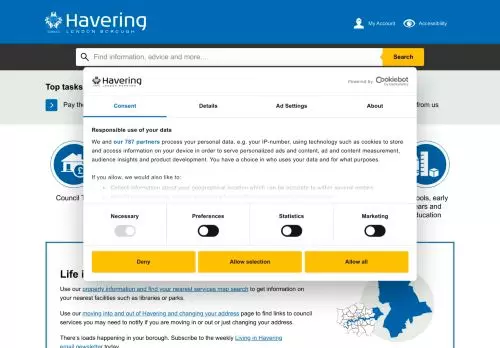 Havering
LONDON BOROUGH
My Account
Accessibility
Find information, advice and more....
Search
Top tasks
Pay the
from us
Havering
LONDON BOROUGH
Powered by Cookiebot
by Usercentrics
Consent
Details
Ad Settings
About
Responsible use of your data
We and our 787 partners process your personal data, e.g. your IP-number, using technology such as cookies to store
and access information on your device in order to serve personalized ads and content, ad and content measurement,
audience insights and product development. You have a choice in who uses your data and for what purposes.
If you allow, we would also like to:
Collect information about your geographical location which can be accurate to within several meters
Council T
ols, early
ars and
ducation
Necessary
Preferences
Statistics
Marketing
Deny
Allow selection
Allow all
Life i
Use our property information and find your nearest services map search to get information on
your nearest facilities such as libraries or parks.
Use our moving into and out of Havering and changing your address page to find links to council
services you may need to notify if you are moving in or out or just changing your address.
There's loads happening in your borough. Subscribe to the weekly Living in Havering
email newsletter today.